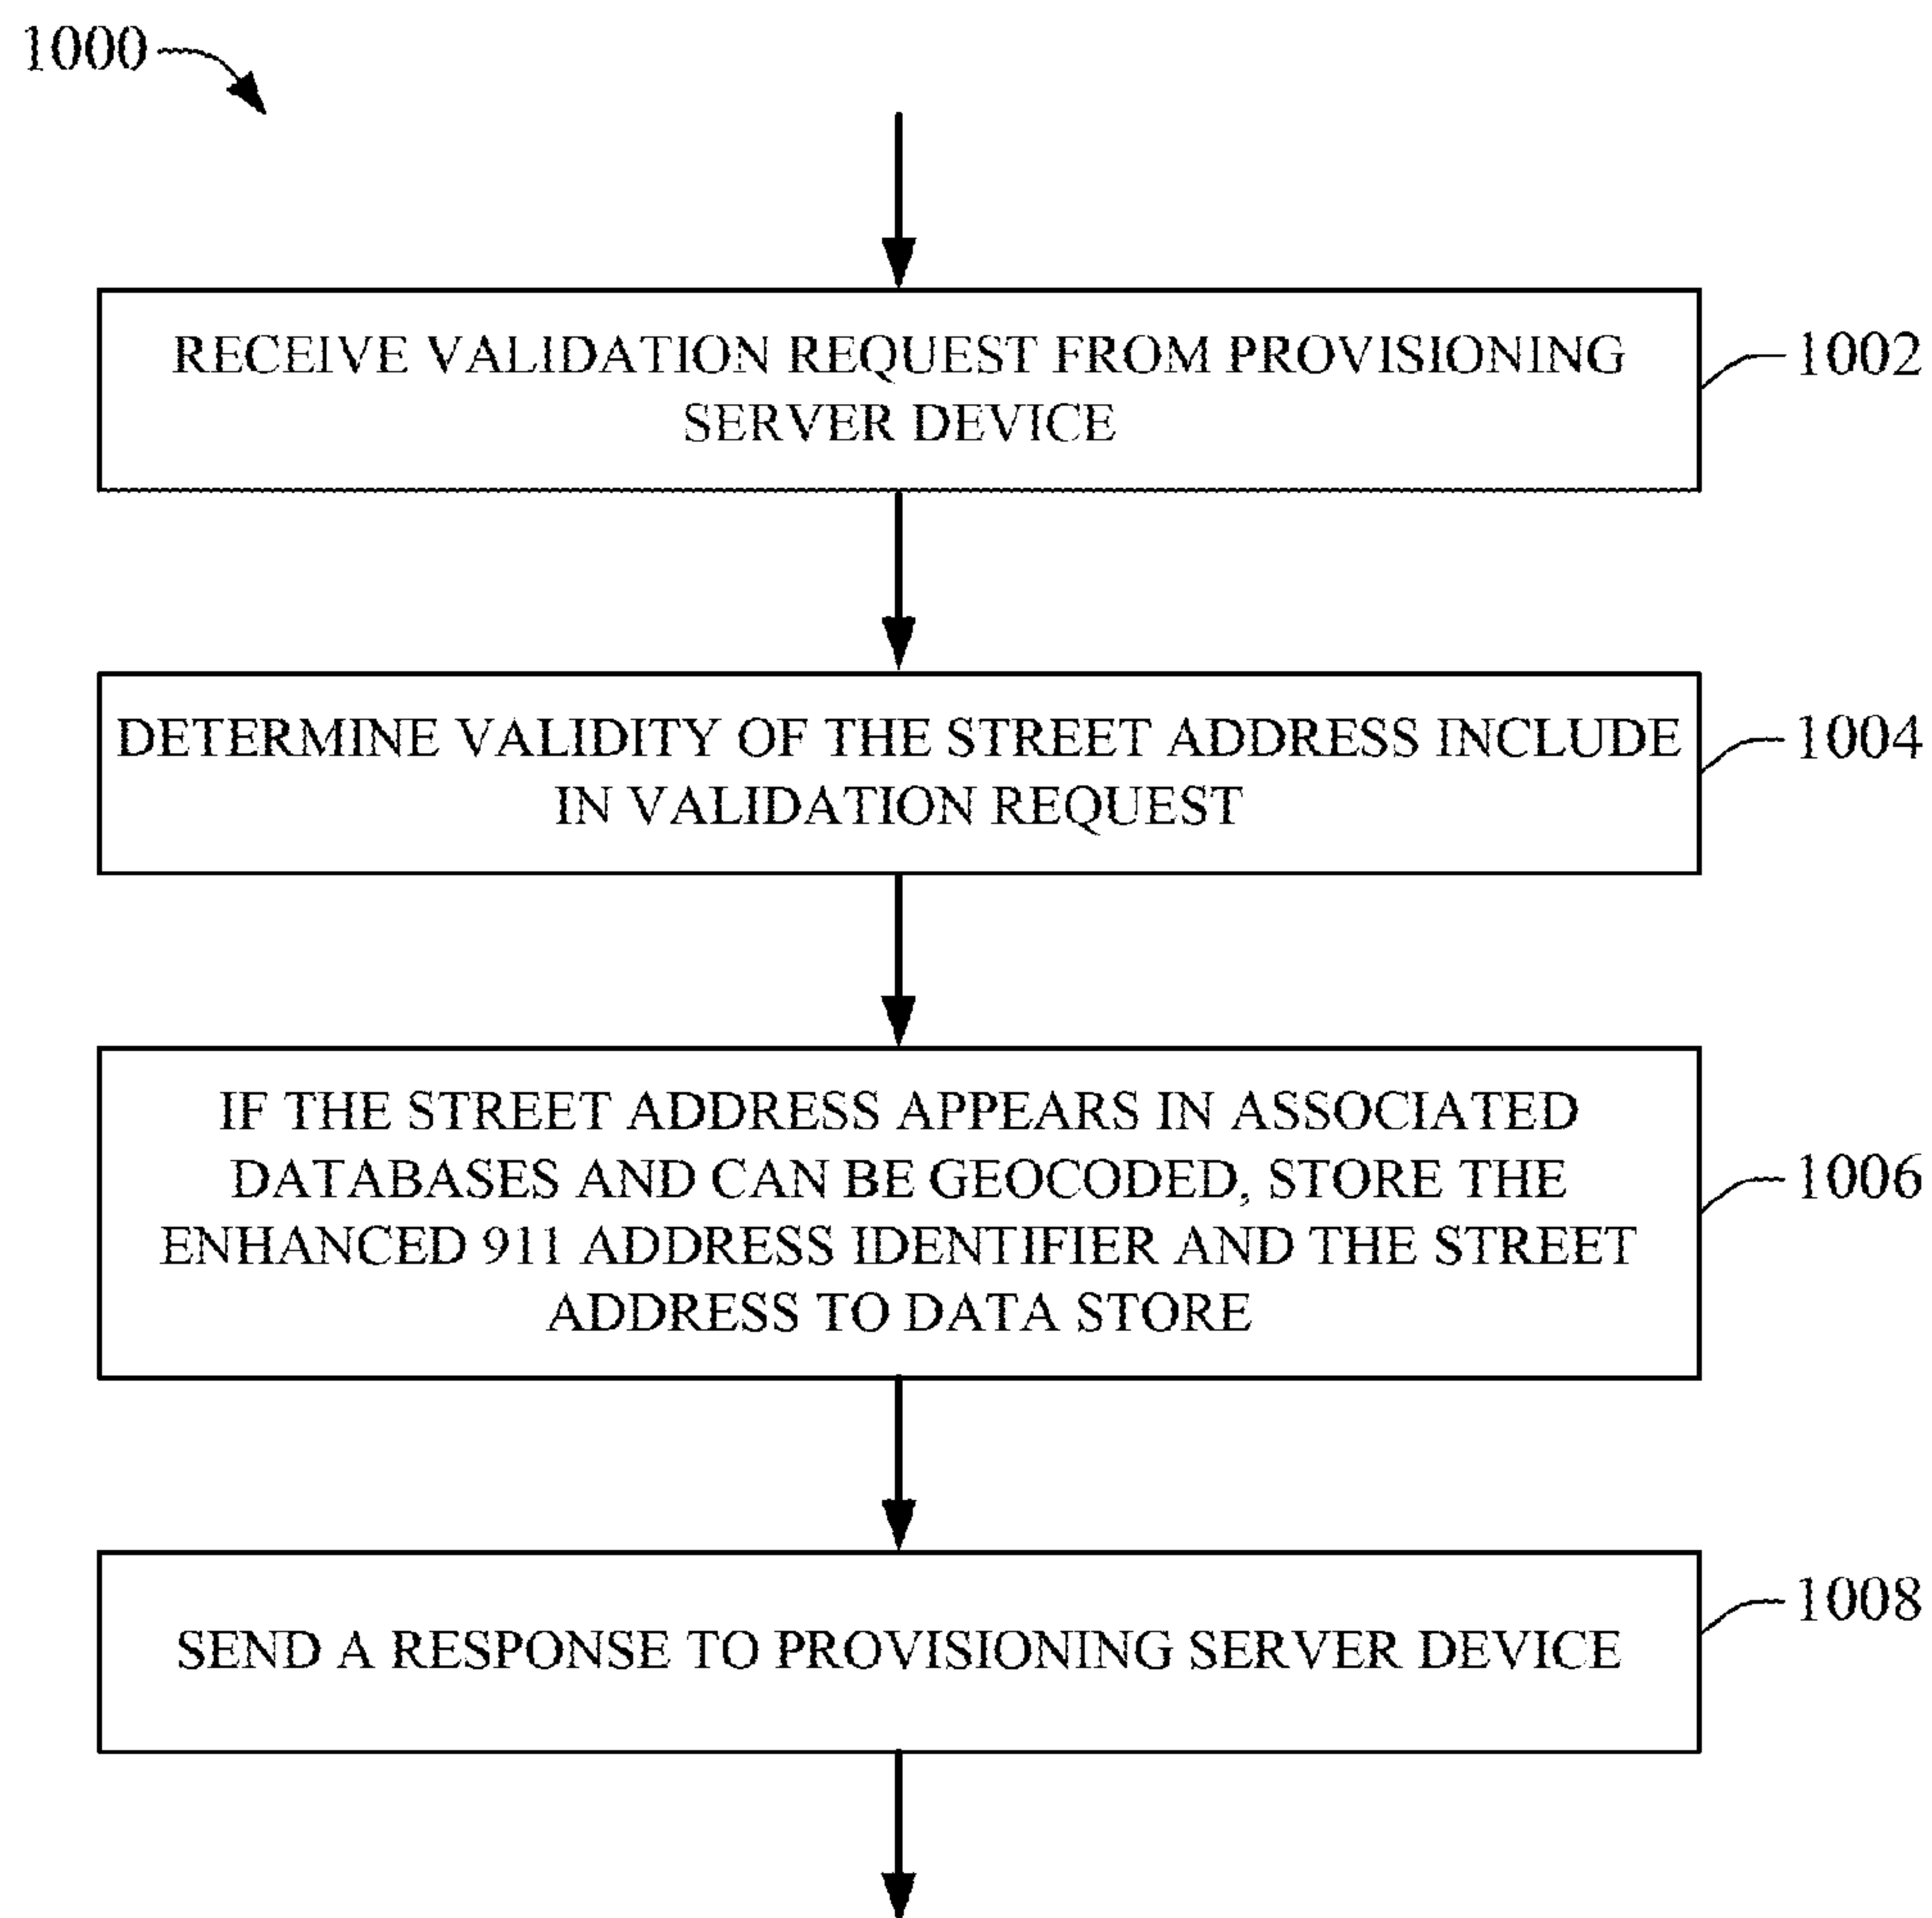 1000
RECEIVE VALIDATION REQUEST FROM PROVISIONING
SERVER DEVICE
1002
DETERMINE VALIDITY OF THE STREET ADDRESS INCLUDE
IN VALIDATION REQUEST
1004
IF THE STREET ADDRESS APPEARS IN ASSOCIATED
DATABASES AND CAN BE GEOCODED, STORE THE
ENHANCED 911 ADDRESS IDENTIFIER AND THE STREET
ADDRESS TO DATA STORE
1006
SEND A RESPONSE TO PROVISIONING SERVER DEVICE
1008